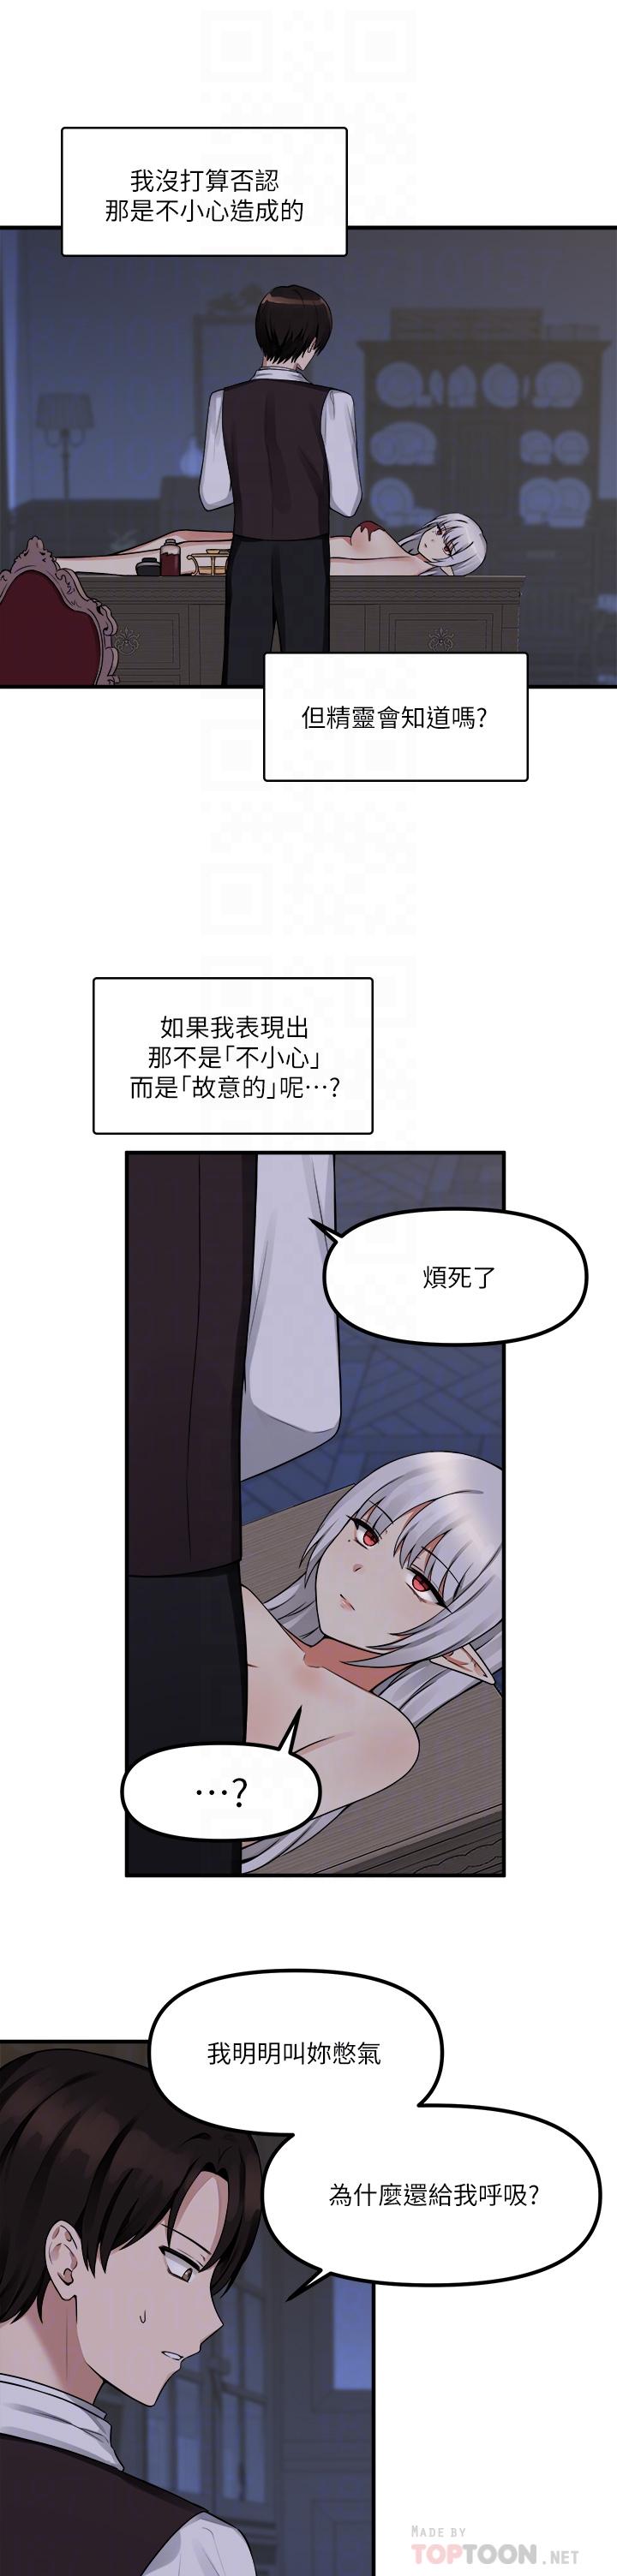 我沒打算否認
那是不小心造成的
但精靈會知道嗎?
如果我表現出
那不是「不小心」
而是「故意的」呢…?
煩死了
…?
我明明叫妳憋氣
為什麼還給我呼吸?
MADE BY
TOPTOON.NET